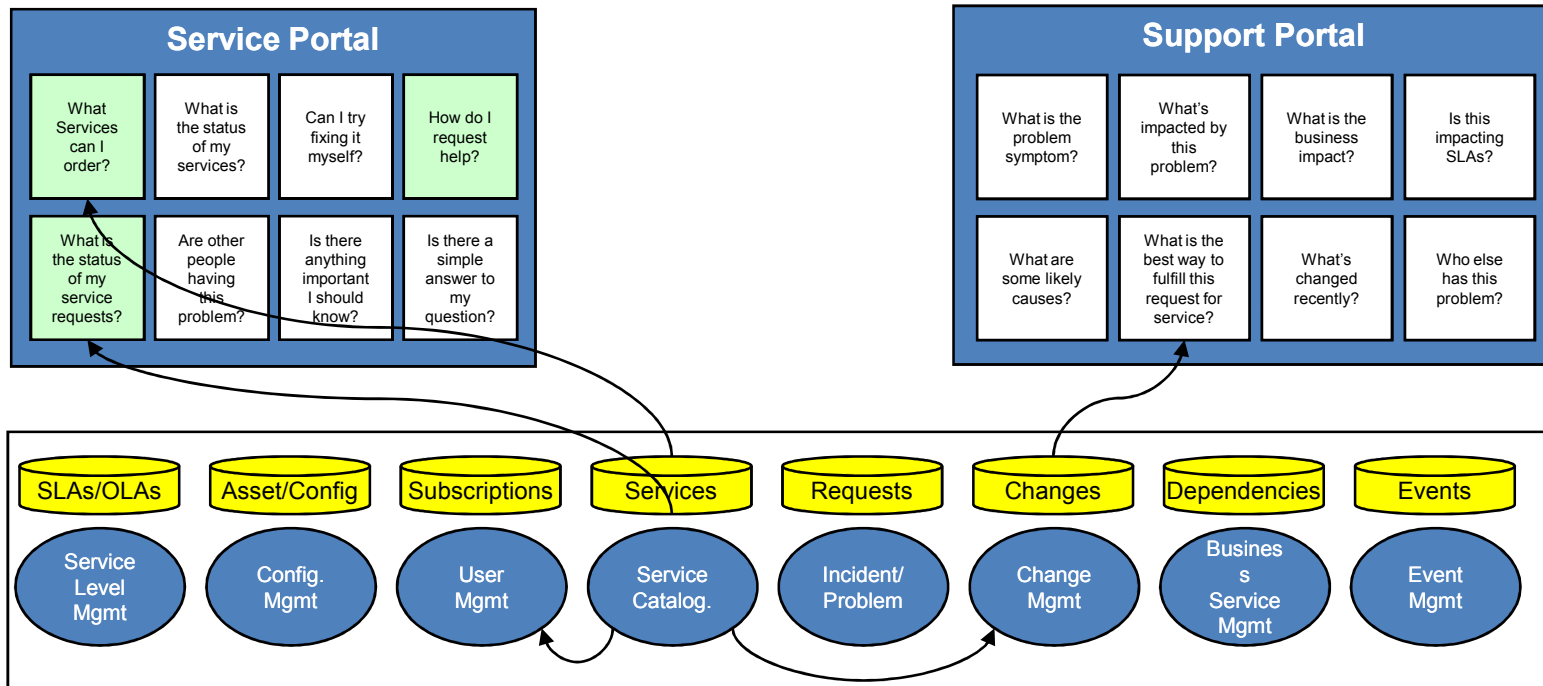 Service Portal
What
Services
can I
order?
What is
the status
of my
services?
Can I try
fixing it
myself?
How do I
request
help?
What is
the status
of my
service
requests?
Are other
people
having
this
problem?
Is there
anything
important
I should
know?
Is there a
simple
answer to
my
question?
Support Portal
What is the
problem
symptom?
What's
impacted by
this
problem?
What is the
business
impact?
Is this
impacting
SLAs?
What are
some likely
causes?
What is the
best way to
fulfill this
request for
service?
What's
changed
recently?
Who else
has this
problem?
SLAs/OLAs
Asset/Config
Subscriptions
Services
Requests
Changes
Dependencies
Events
Service
Level
Mgmt
Config.
Mgmt
User
Mgmt
Service
Catalog.
Incident/
Problem
Change
Mgmt
Busines
s
Service
Mgmt
Event
Mgmt